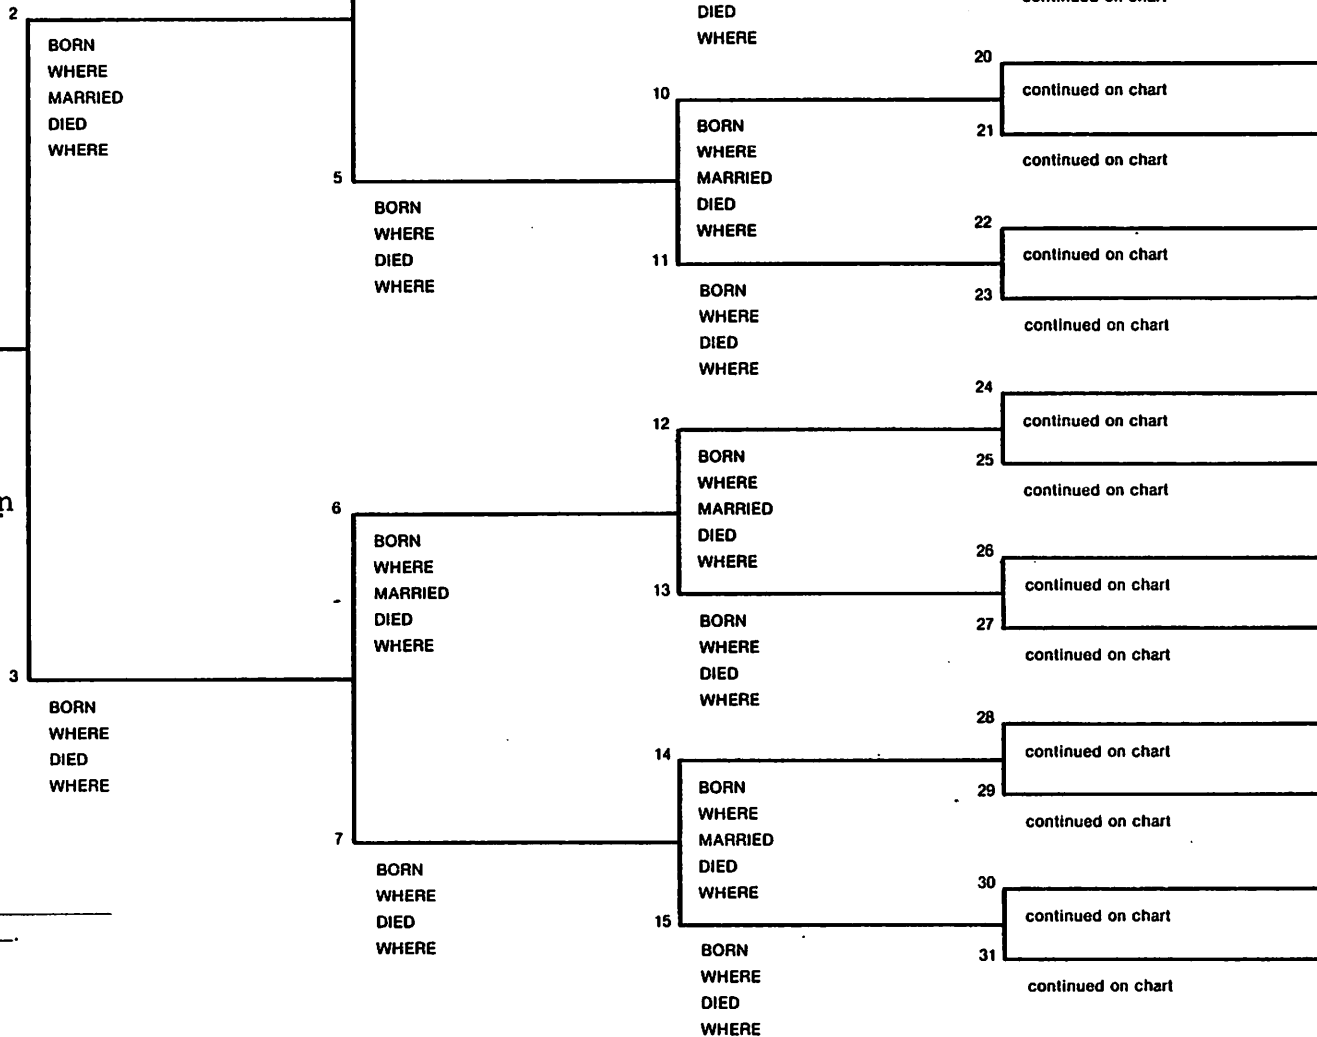 2
BORN
WHERE
MARRIED
DIED
WHERE
3
BORN
WHERE
DIED
WHERE
5
BORN
WHERE
DIED
WHERE
6
BORN
WHERE
MARRIED
DIED
WHERE
7
BORN
WHERE
DIED
WHERE
DIED
WHERE
10
BORN
WHERE
MARRIED
DIED
WHERE
11
BORN
WHERE
DIED
WHERE
12
BORN
WHERE
MARRIED
DIED
WHERE
13
BORN
WHERE
DIED
WHERE
14
BORN
WHERE
MARRIED
DIED
WHERE
15
BORN
WHERE
DIED
WHERE
20
continued on chart
21
continued on chart
22
continued on chart
23
continued on chart
24
continued on chart
25
continued on chart
26
continued on chart
27
continued on chart
28
continued on chart
29
continued on chart
30
continued on chart
31
continued on chart